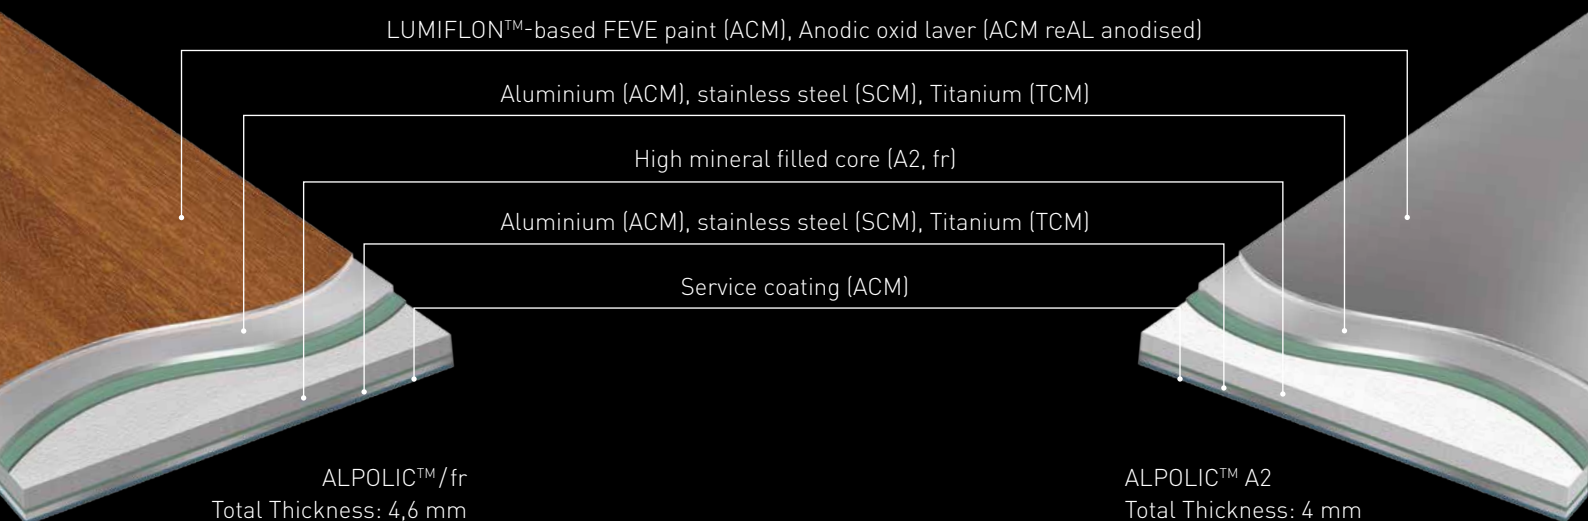 LUMIFLON™-based FEVE paint (ACM), Anodic oxid laver (ACM reAL anodised)
Aluminium (ACM), stainless steel (SCM), Titanium (TCM)
High mineral filled core (A2, fr)
Aluminium (ACM), stainless steel (SCM), Titanium (TCM)
Service coating (ACM)
ALPOLIC™/fr
Total Thickness: 4,6 mm
ALPOLIC™ A2
Total Thickness: 4 mm